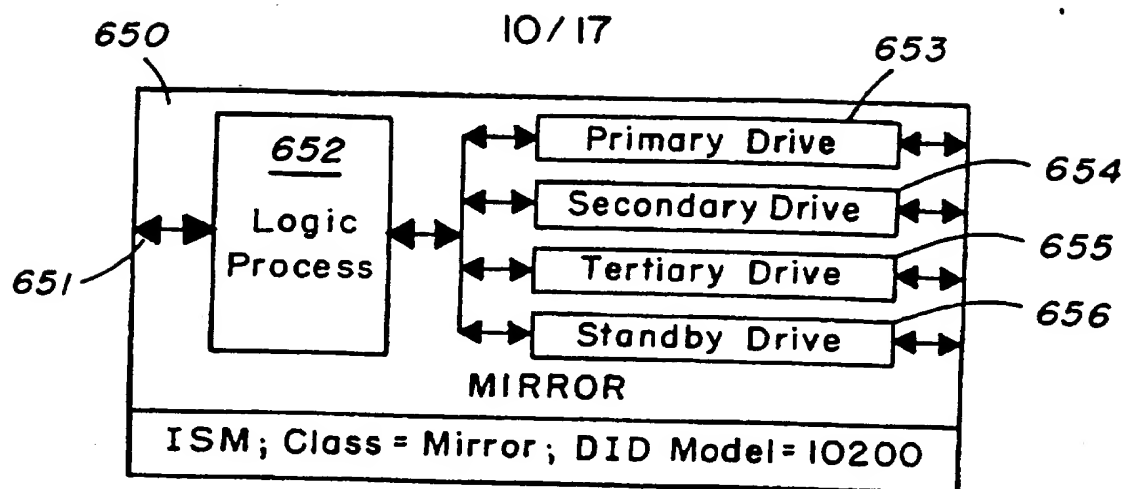 10/17
650
653
652
Logic
Process
651
Primary Drive
Secondary Drive
Tertiary Drive
Standby Drive
654
655
656
MIRROR
ISM; Class = Mirror; DID Model = 10200